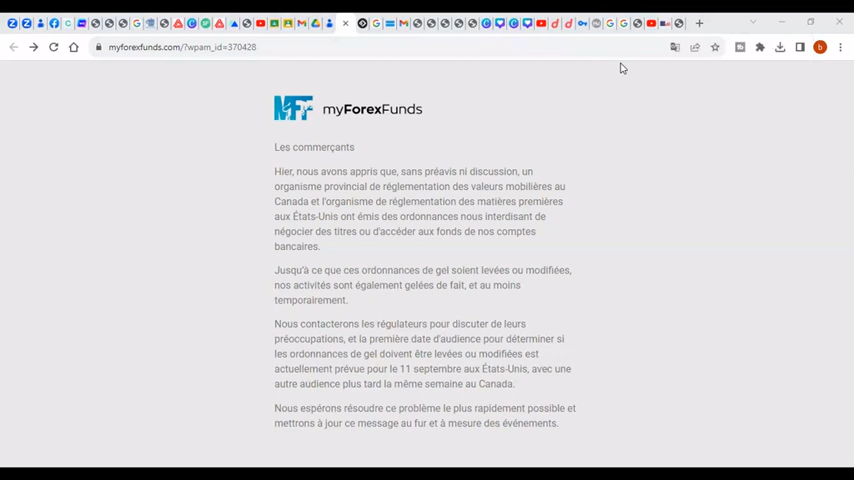 myforexfunds.com/?wpam_id=370428
MFF myForexFunds
Les commerçants
Hier, nous avons appris que, sans préavis ni discussion, un
organisme provincial de réglementation des valeurs mobilières au
Canada et l'organisme de réglementation des matières premières
aux États-Unis ont émis des ordonnances nous interdisant de
négocier des titres ou d'accéder aux fonds de nos comptes
bancaires.
Jusqu'à ce que ces ordonnances de gel soient levées ou modifiées,
nos activités sont également gelées de fait, et au moins
temporairement.
Nous contacterons les régulateurs pour discuter de leurs
préoccupations, et la première date d'audience pour déterminer si
les ordonnances de gel doivent être levées ou modifiées est
actuellement prévue pour le 11 septembre aux États-Unis, avec une
autre audience plus tard la même semaine au Canada.
Nous espérons résoudre ce problème le plus rapidement possible et
mettrons à jour ce message au fur et à mesure des événements.